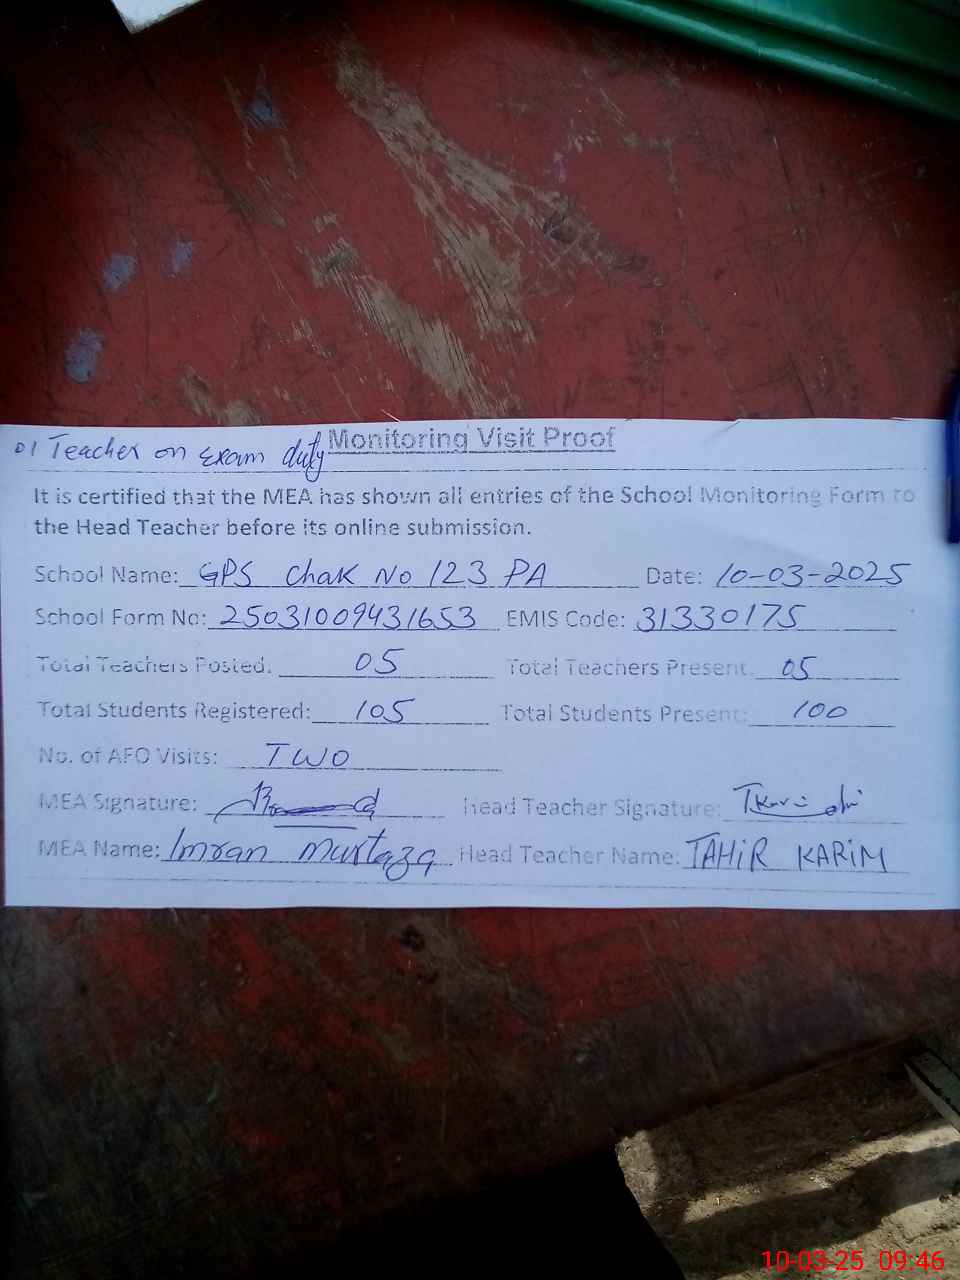 01 Teacher on exam duty Monitoring Visit Proof
It is certified that the MEA has shown all entries of the School Monitoring Form to
the Head Teacher before its online submission.
School Name: GPS Chak No 123 PA Date: 10-03-2025
School Form No: 25031009431653 EMIS Code: 31330175
Total Teachers Posted: 05 Total Teachers Present: 05
Total Students Registered: 105 Total Students Present: 100
No. of AEO Visits: TWO
MEA Signature: Head Teacher Signature:
MEA Name: Imran Murtaza Head Teacher Name: TAHIR KARIM
10-03-25 09:46